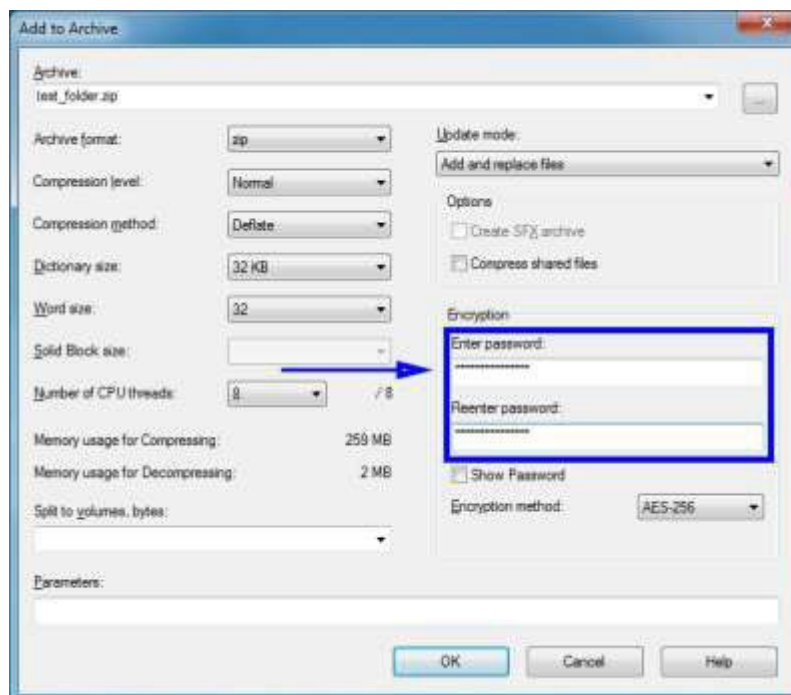 Add to Archive
Archive:
test_folder.zip
...
Archive format:
zip
Compression level:
Normal
Compression method:
Deflate
Dictionary size:
32 KB
Word size:
32
Solid Block size:
Number of CPU threads:
8
/ 8
Memory usage for Compressing:
259 MB
Memory usage for Decompressing:
2 MB
Split to volumes, bytes:
Parameters:
Update mode:
Add and replace files
Options
Create SFX archive
Compress shared files
Encryption
Enter password:
Reenter password:
Show Password
Encryption method:
AES-256
OK
Cancel
Help